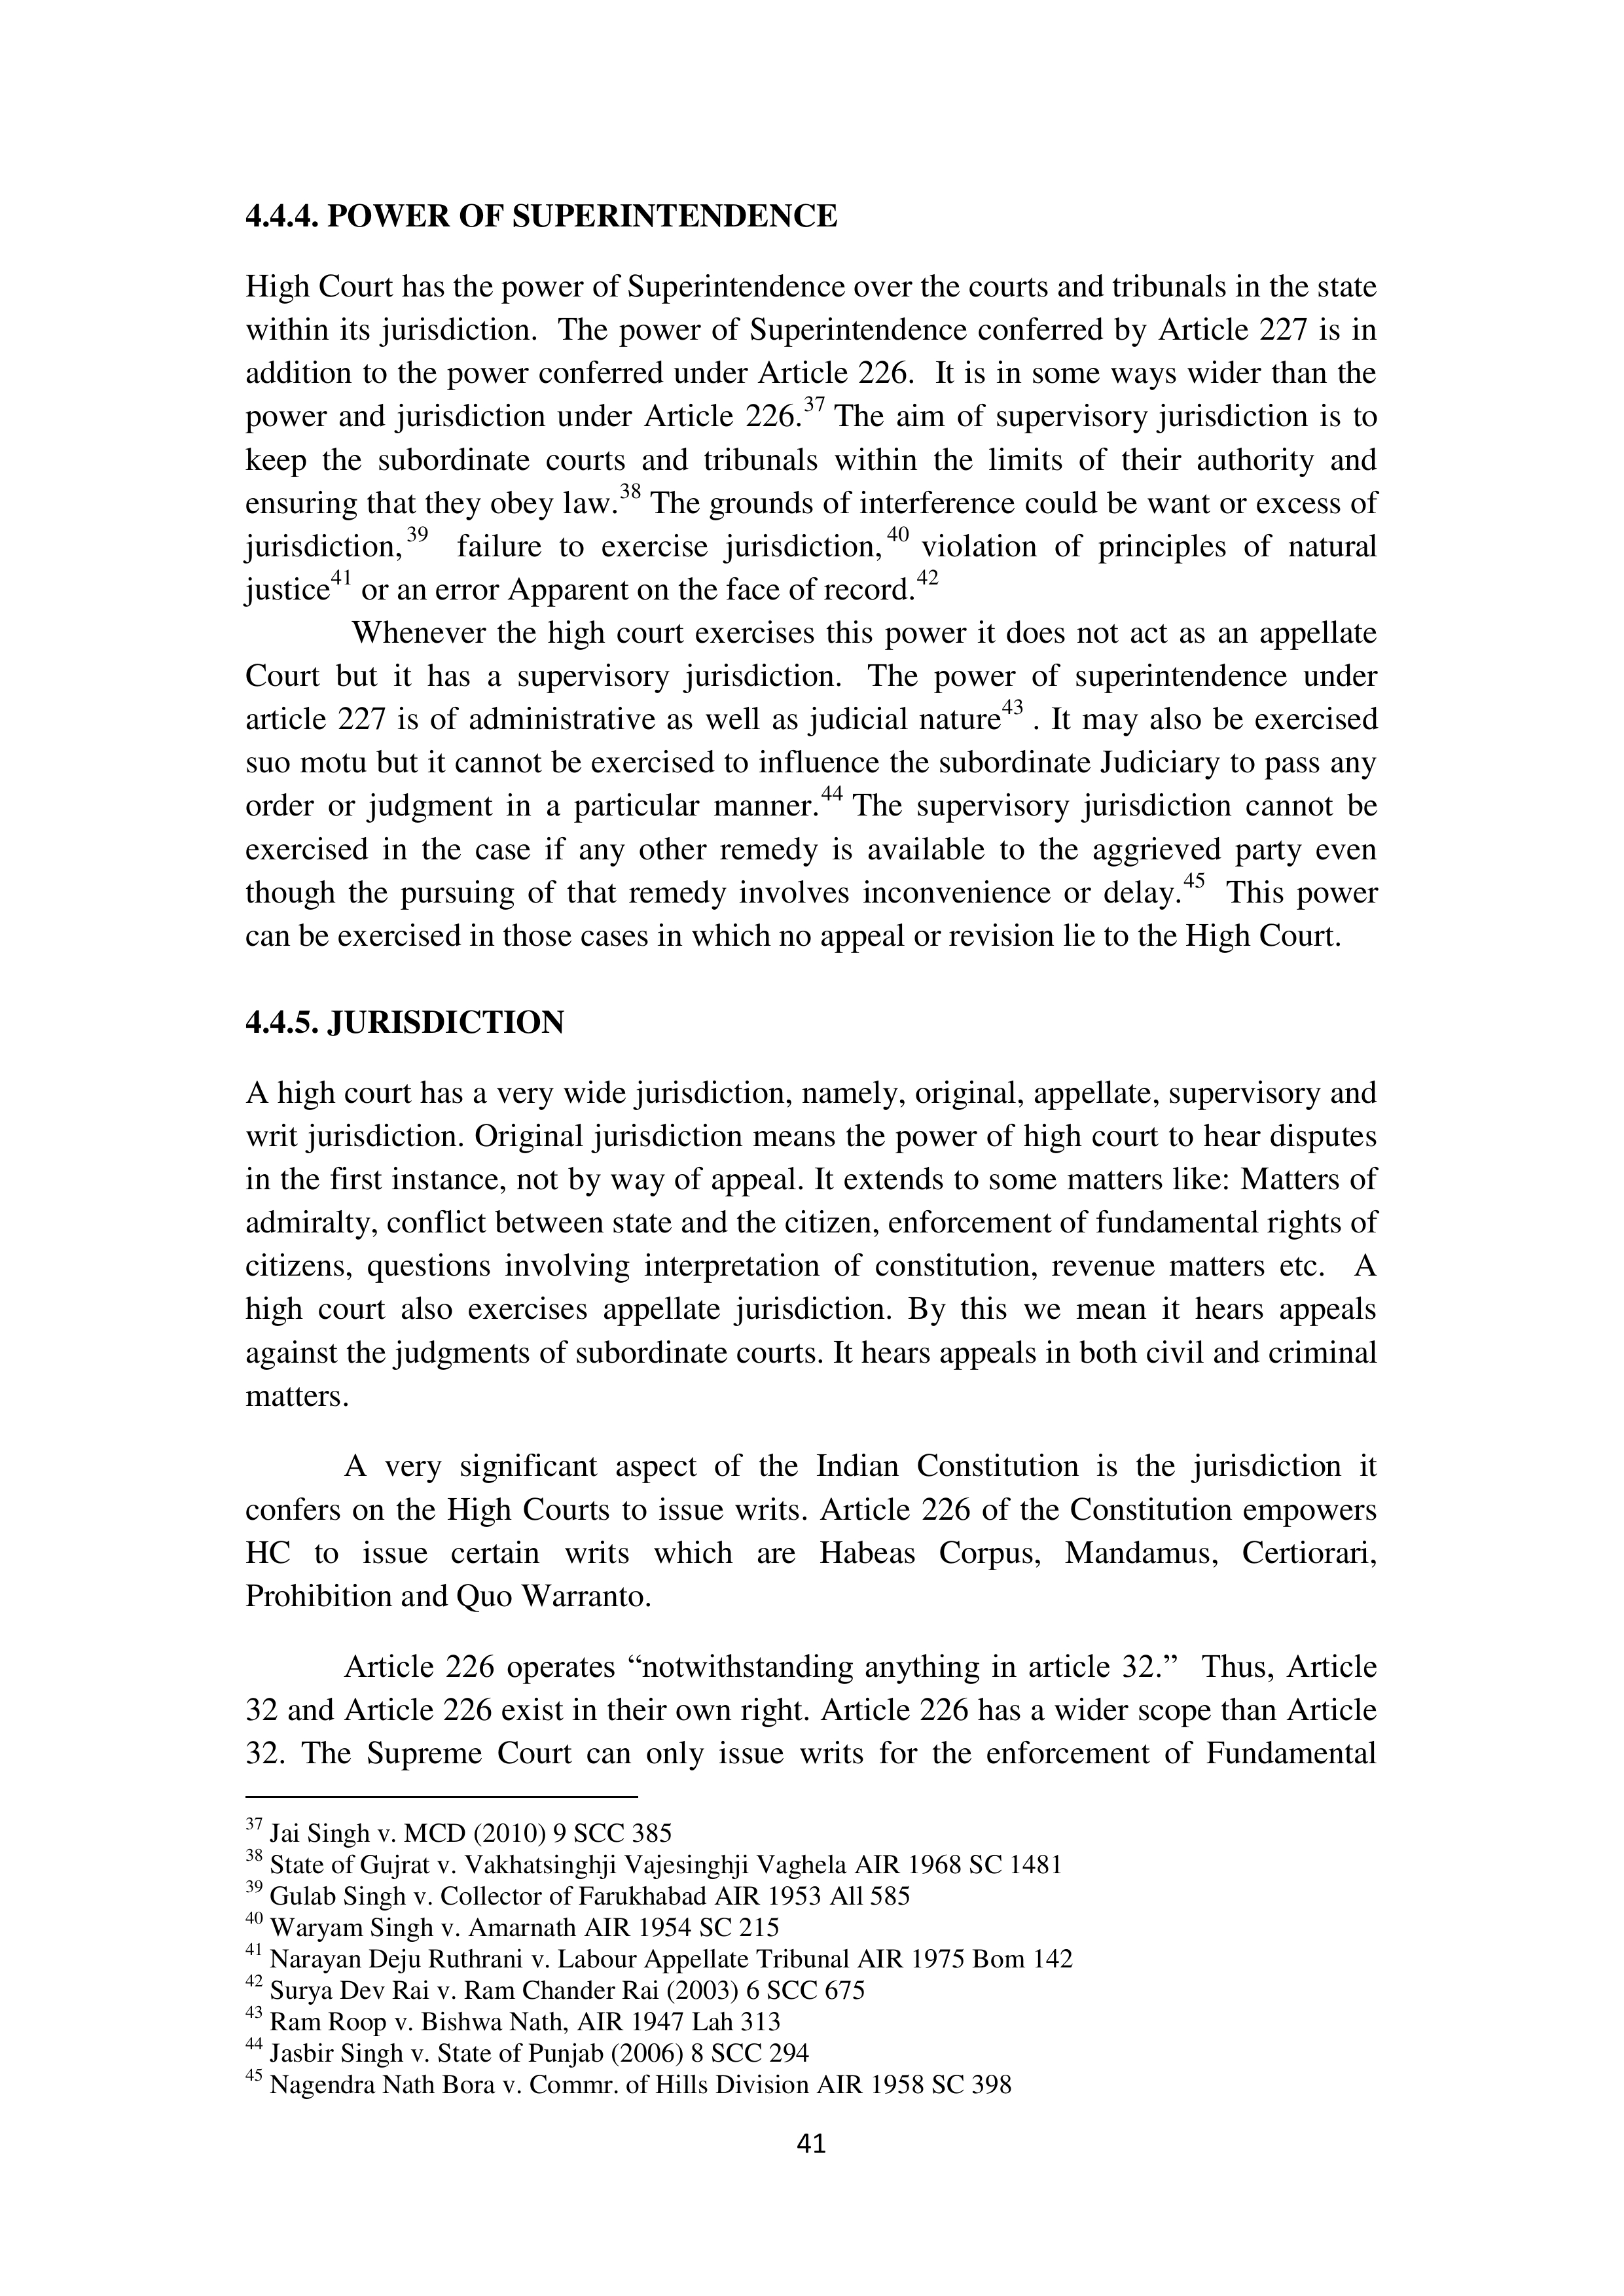 4.4.4. POWER OF SUPERINTENDENCE
High Court has the power of Superintendence over the courts and tribunals in the state
within its jurisdiction. The power of Superintendence conferred by Article 227 is in
addition to the power conferred under Article 226. It is in some ways wider than the
power and jurisdiction under Article 226.37 The aim of supervisory jurisdiction is to
keep the subordinate courts and tribunals within the limits of their authority and
ensuring that they obey law.38 The grounds of interference could be want or excess of
jurisdiction,39 failure to exercise jurisdiction,40 violation of principles of natural
justice41 or an error Apparent on the face of record.42
Whenever the high court exercises this power it does not act as an appellate
Court but it has a supervisory jurisdiction. The power of superintendence under
article 227 is of administrative as well as judicial nature43 . It may also be exercised
suo motu but it cannot be exercised to influence the subordinate Judiciary to pass any
order or judgment in a particular manner.44 The supervisory jurisdiction cannot be
exercised in the case if any other remedy is available to the aggrieved party even
though the pursuing of that remedy involves inconvenience or delay.45 This power
can be exercised in those cases in which no appeal or revision lie to the High Court.
4.4.5. JURISDICTION
A high court has a very wide jurisdiction, namely, original, appellate, supervisory and
writ jurisdiction. Original jurisdiction means the power of high court to hear disputes
in the first instance, not by way of appeal. It extends to some matters like: Matters of
admiralty, conflict between state and the citizen, enforcement of fundamental rights of
citizens, questions involving interpretation of constitution, revenue matters etc. A
high court also exercises appellate jurisdiction. By this we mean it hears appeals
against the judgments of subordinate courts. It hears appeals in both civil and criminal
matters.
A very significant aspect of the Indian Constitution is the jurisdiction it
confers on the High Courts to issue writs. Article 226 of the Constitution empowers
HC to issue certain writs which are Habeas Corpus, Mandamus, Certiorari,
Prohibition and Quo Warranto.
Article 226 operates “notwithstanding anything in article 32.” Thus, Article
32 and Article 226 exist in their own right. Article 226 has a wider scope than Article
32. The Supreme Court can only issue writs for the enforcement of Fundamental
37 Jai Singh v. MCD (2010) 9 SCC 385
38 State of Gujrat v. Vakhatsinghji Vajesinghji Vaghela AIR 1968 SC 1481
39 Gulab Singh v. Collector of Farukhabad AIR 1953 All 585
40 Waryam Singh v. Amarnath AIR 1954 SC 215
41 Narayan Deju Ruthrani v. Labour Appellate Tribunal AIR 1975 Bom 142
42 Surya Dev Rai v. Ram Chander Rai (2003) 6 SCC 675
43 Ram Roop v. Bishwa Nath, AIR 1947 Lah 313
44 Jasbir Singh v. State of Punjab (2006) 8 SCC 294
45 Nagendra Nath Bora v. Commr. of Hills Division AIR 1958 SC 398
41